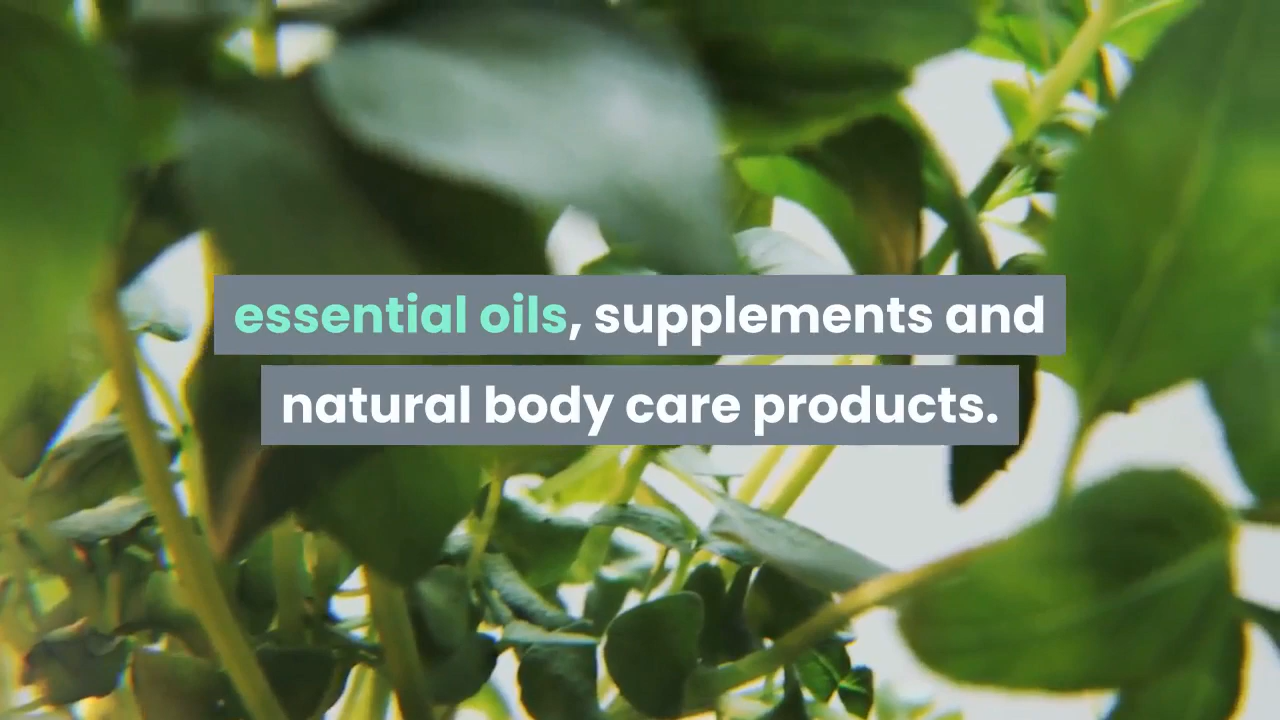 essential oils, supplements and
natural body care products.